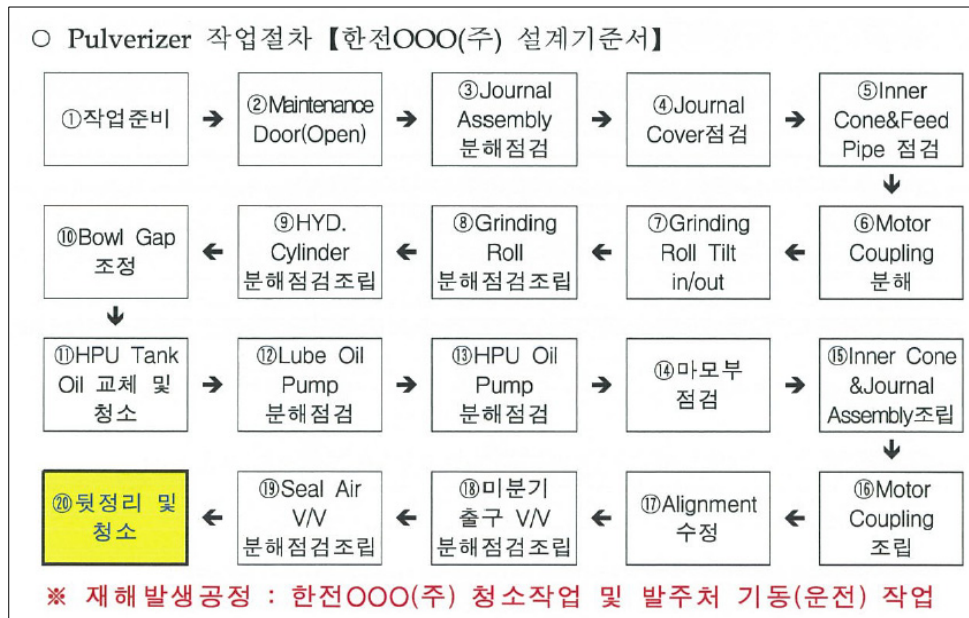 ○ Pulverizer 작업절차【한전OOO(주) 설계기준서】
①작업준비
→
②Maintenance
Door(Open)
→
③Journal
Assembly
분해점검
→
④Journal
Cover점검
→
⑤Inner
Cone&Feed
Pipe 점검
↓
⑥Motor
Coupling
분해
←
⑦Grinding
Roll Tilt
in/out
←
⑧Grinding
Roll
분해점검조립
←
⑨HYD.
Cylinder
분해점검조립
←
⑩Bowl Gap
조정
↓
⑪HPU Tank
Oil 교체 및
청소
→
⑫Lube Oil
Pump
분해점검
→
⑬HPU Oil
Pump
분해점검
→
⑭마모부
점검
→
⑮Inner Cone
&Journal
Assembly조립
↓
⑯Motor
Coupling
조립
←
⑰Alignment
수정
←
⑱미분기
출구 V/V
분해점검조립
←
⑲Seal Air
V/V
분해점검조립
←
⑳뒷정리 및
청소
※ 재해발생공정 : 한전OOO(주) 청소작업 및 발주처 기동(운전) 작업